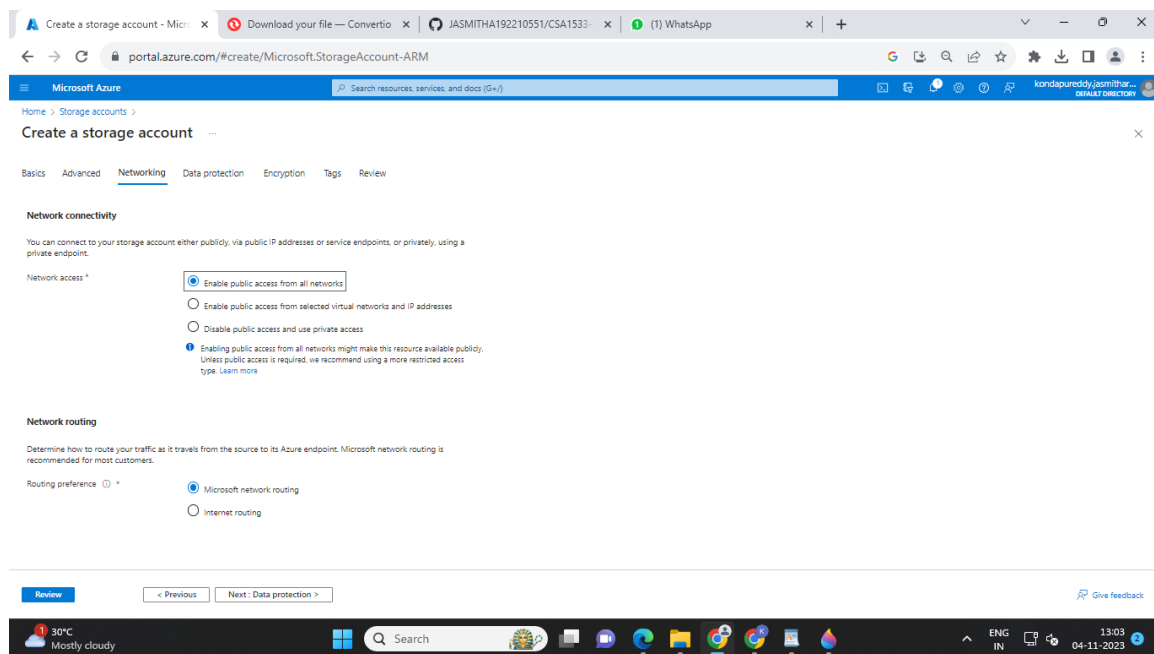 Create a storage account - Micro
Download your file — Convertio
JASMITHA192210551/CSA1533-
(1) WhatsApp
portal.azure.com/#create/Microsoft.StorageAccount-ARM
Microsoft Azure
Search resources, services, and docs (G+/)
1
kondapureddy.jasmithar...
DEFAULT DIRECTORY
Home > Storage accounts >
Create a storage account ...
Basics Advanced Networking Data protection Encryption Tags Review
Network connectivity
You can connect to your storage account either publicly, via public IP addresses or service endpoints, or privately, using a
private endpoint.
Network access *
Enable public access from all networks
Enable public access from selected virtual networks and IP addresses
Disable public access and use private access
Enabling public access from all networks might make this resource available publicly.
Unless public access is required, we recommend using a more restricted access
type. Learn more
Network routing
Determine how to route your traffic as it travels from the source to its Azure endpoint. Microsoft network routing is
recommended for most customers.
Routing preference *
Microsoft network routing
Internet routing
Review < Previous Next : Data protection > Give feedback
1 30°C
Mostly cloudy
Search
K
ENG
IN
13:03
04-11-2023
2